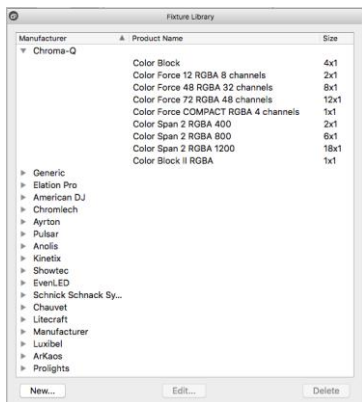 Fixture Library
Manufacturer Product Name Size
Chroma-Q
Color Block 4x1
Color Force 12 RGBA 8 channels 2x1
Color Force 48 RGBA 32 channels 8x1
Color Force 72 RGBA 48 channels 12x1
Color Force COMPACT RGBA 4 channels 1x1
Color Span 2 RGBA 400 2x1
Color Span 2 RGBA 800 6x1
Color Span 2 RGBA 1200 18x1
Color Block II RGBA 1x1
Generic
Elation Pro
American DJ
Chromlech
Ayrton
Pulsar
Anolis
Kinetix
Showtec
EvenLED
Schnick Schnack Sy...
Chauvet
Litecraft
Manufacturer
Luxibel
ArKaos
Prolights
New... Edit... Delete